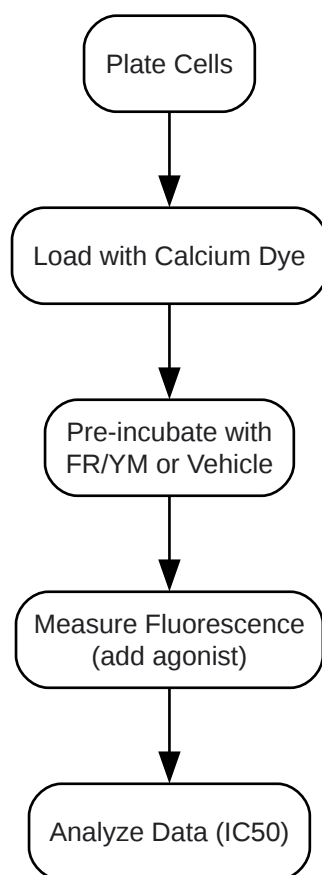 Plate Cells
Load with Calcium Dye
Pre-incubate with
FR/YM or Vehicle
Measure Fluorescence
(add agonist)
Analyze Data (IC50)